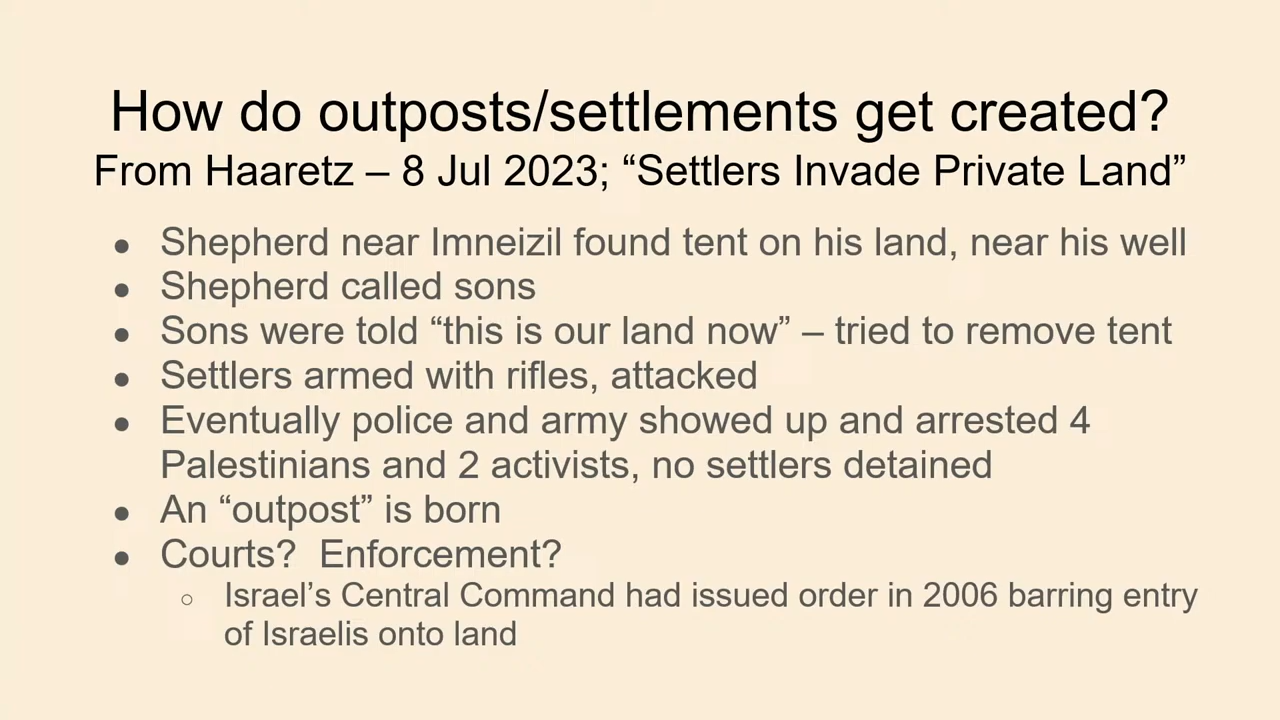 How do outposts/settlements get created?
From Haaretz – 8 Jul 2023; “Settlers Invade Private Land”
● Shepherd near Imneizil found tent on his land, near his well
● Shepherd called sons
● Sons were told “this is our land now” – tried to remove tent
● Settlers armed with rifles, attacked
● Eventually police and army showed up and arrested 4
Palestinians and 2 activists, no settlers detained
● An “outpost” is born
● Courts?  Enforcement?
○ Israel’s Central Command had issued order in 2006 barring entry
of Israelis onto land